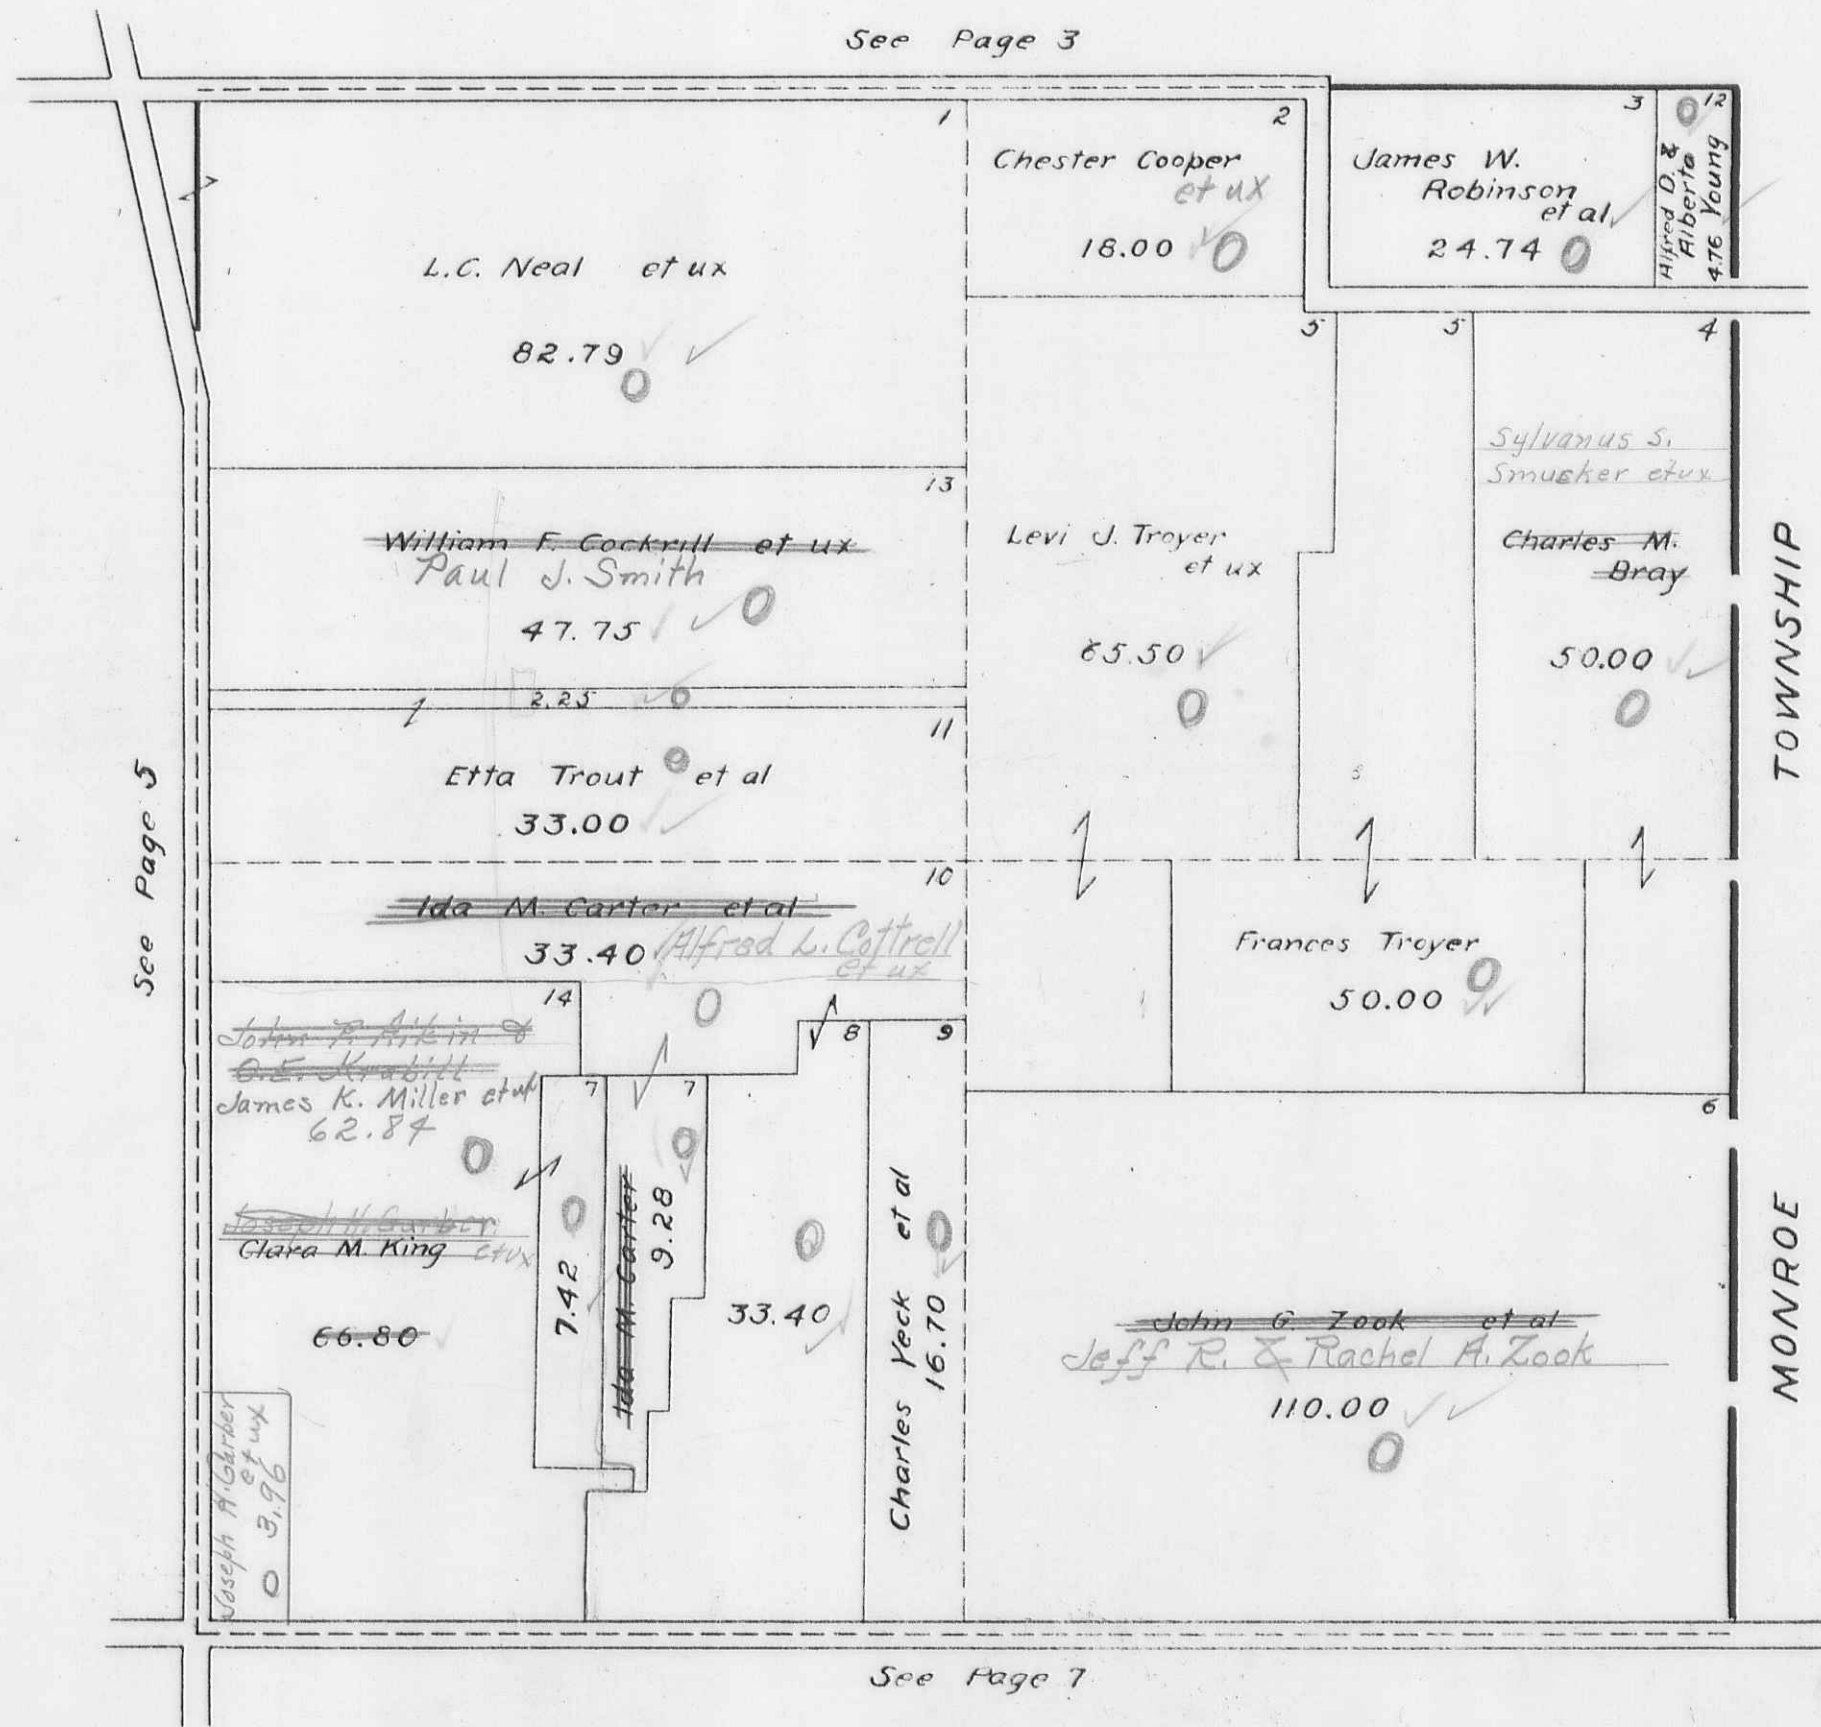 See Page 3
1
L.C. Neal et ux
82.79
2
Chester Cooper
et ux
18.00
3
James W.
Robinson
et al.
24.74
12
Alfred D. &
Alberta
Young
4.76
13
William F. Cockrill et ux
Paul J. Smith
47.75
2.25
11
Etta Trout et al
33.00
10
Ida M. Carter et al
33.40
Alfred L. Cottrell
et ux
5
5
Levi J. Troyer
et ux
65.50
4
Sylvanus S.
Smucker et ux
Charles M.
Bray
50.00
Frances Troyer
50.00
14
John P. Aikin &
O.E. Krabill
James K. Miller et ux
62.84
Joseph H. Garber
Clara M. King et ux
66.80
Joseph H. Garber
et ux
3.96
7
7.42
7
Ida M. Carter
9.28
8
33.40
9
Charles Yeck et al
16.70
6
John G. Zook et al
Jeff R. & Rachel A. Zook
110.00
See Page 5
TOWNSHIP
MONROE
See Page 7